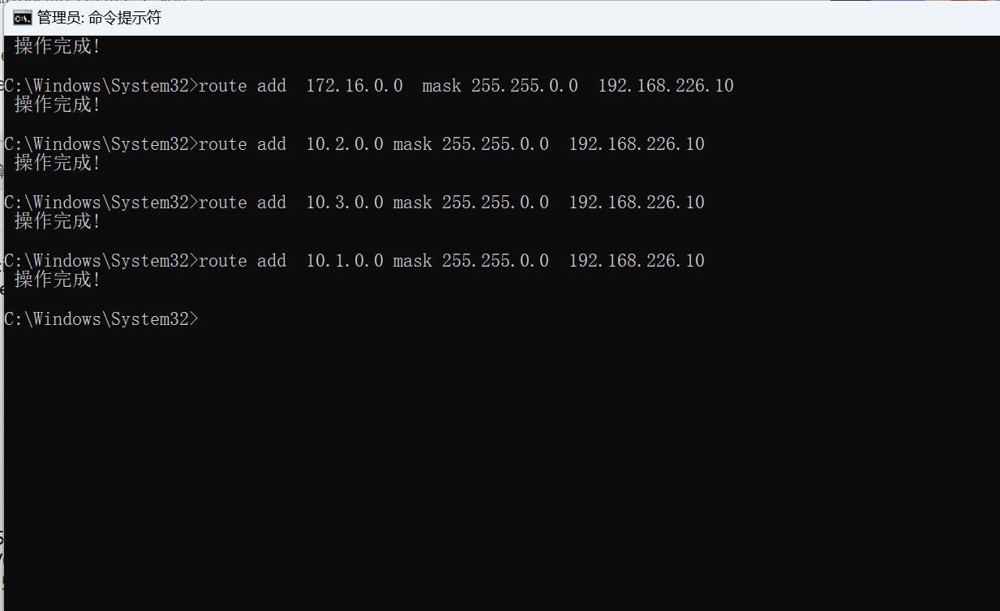 管理员: 命令提示符
操作完成!
C:\Windows\System32>route add  172.16.0.0  mask 255.255.0.0  192.168.226.10
操作完成!
C:\Windows\System32>route add  10.2.0.0 mask 255.255.0.0  192.168.226.10
操作完成!
C:\Windows\System32>route add  10.3.0.0 mask 255.255.0.0  192.168.226.10
操作完成!
C:\Windows\System32>route add  10.1.0.0 mask 255.255.0.0  192.168.226.10
操作完成!
C:\Windows\System32>